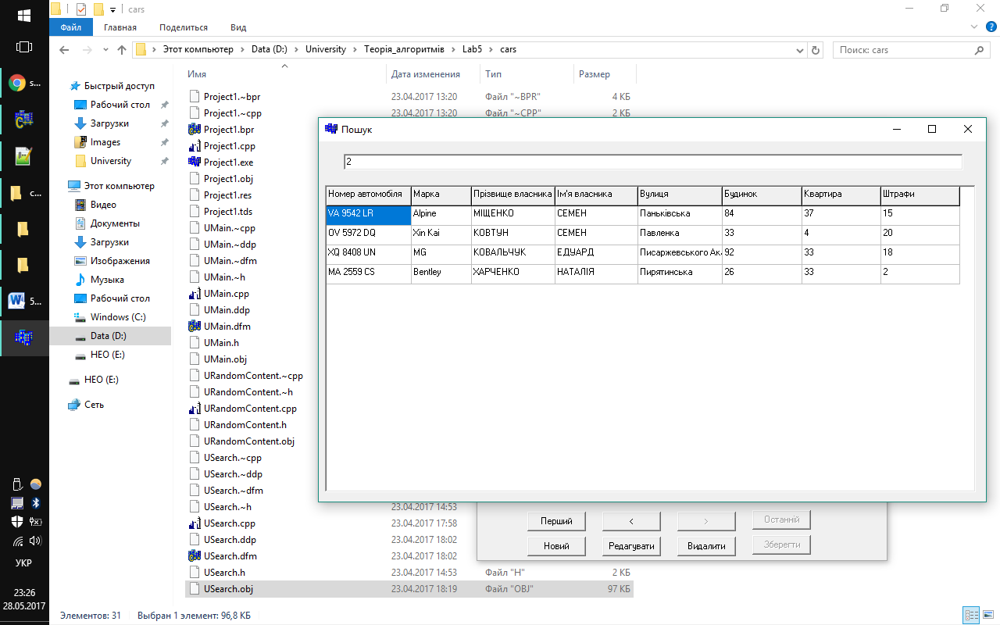 cars
Файл Главная Поделиться Вид
Этот компьютер Data (D:) University Теорія_алгоритмів Lab5 cars
Поиск: cars
Имя Дата изменения Тип Размер
Быстрый доступ
Рабочий стол
Загрузки
Images
University
Этот компьютер
Видео
Документы
Загрузки
Изображения
Музыка
Рабочий стол
Windows (C:)
Data (D:)
НЕО (E:)
НЕО (E:)
Сеть
s...
c...
5...
УКР
23:26
28.05.2017
Project1.~bpr 23.04.2017 13:20 Файл "~BPR" 4 КБ
Project1.~cpp 23.04.2017 13:20 Файл "~CPP" 2 КБ
Project1.bpr
Project1.cpp
Project1.exe
Project1.obj
Project1.res
Project1.tds
UMain.~cpp
UMain.~ddp
UMain.~dfm
UMain.~h
UMain.cpp
UMain.ddp
UMain.dfm
UMain.h
UMain.obj
URandomContent.~cpp
URandomContent.~h
URandomContent.cpp
URandomContent.h
URandomContent.obj
USearch.~cpp
USearch.~ddp
USearch.~dfm
USearch.~h 23.04.2017 14:53
USearch.cpp 23.04.2017 17:58
USearch.ddp 23.04.2017 18:02
USearch.dfm 23.04.2017 18:02
USearch.h 23.04.2017 14:53 Файл "H" 2 КБ
USearch.obj 23.04.2017 18:19 Файл "OBJ" 97 КБ
Пошук
2
Номер автомобіля Марка Прізвище власника Ім'я власника Вулиця Будинок Квартира Штрафи
VA 9542 LR Alpine МІЩЕНКО СЕМЕН Паньківська 84 37 15
OV 5972 DQ Xin Kai КОВТУН СЕМЕН Павленка 33 4 20
XQ 8408 UN MG КОВАЛЬЧУК ЕДУАРД Писаржевського Ака 92 33 18
MA 2559 CS Bentley ХАРЧЕНКО НАТАЛІЯ Пирятинська 26 33 2
Перший < > Останній
Новий Редагувати Видалити Зберегти
Элементов: 31 Выбран 1 элемент: 96,8 КБ